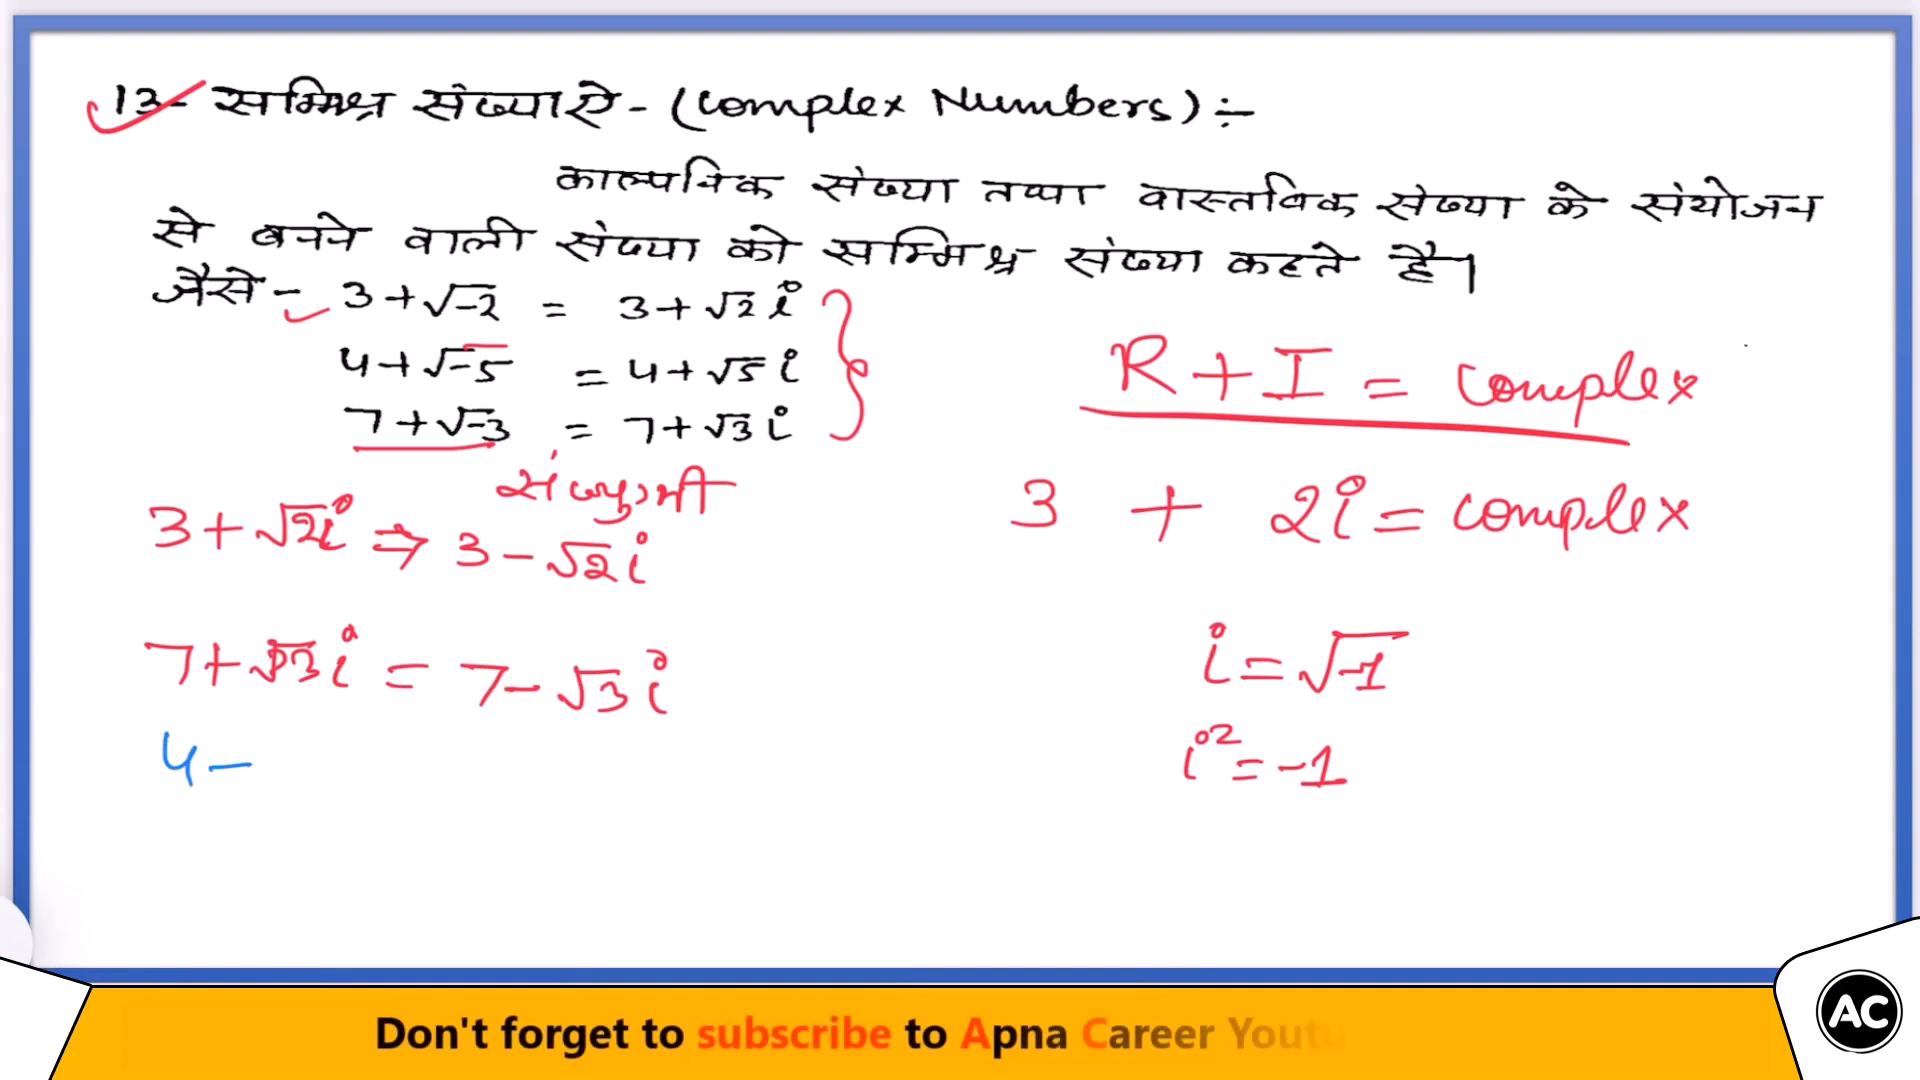 13- सम्मिश्र संख्याऐ - (Complex Numbers) :-
काल्पनिक संख्या तथा वास्तविक संख्या के संयोजन
से बनने वाली संख्या को सम्मिश्र संख्या कहते है।
जैसे - 3+√-2 = 3+√2 i
4+√-5 = 4+√5 i
7+√-3 = 7+√3 i
R + I = complex
3 + 2i = complex
3+√2i ⇒ 3-√2i
7+√3i = 7-√3i
i = √-1
4-
i² = -1
Don't forget to subscribe to Apna Career Yout
AC